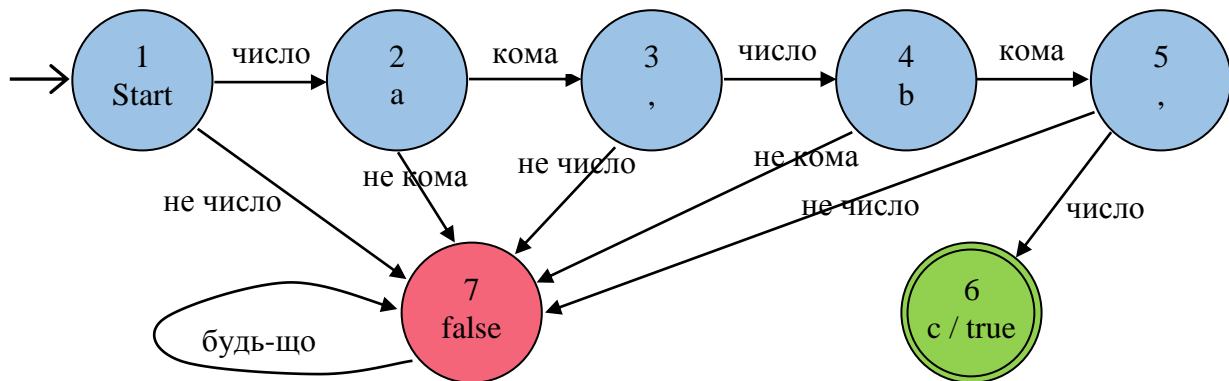 1
Start
число
2
a
кома
3
,
число
4
b
кома
5
,
не число
не кома
не число
не кома
не число
число
7
false
будь-що
6
c / true